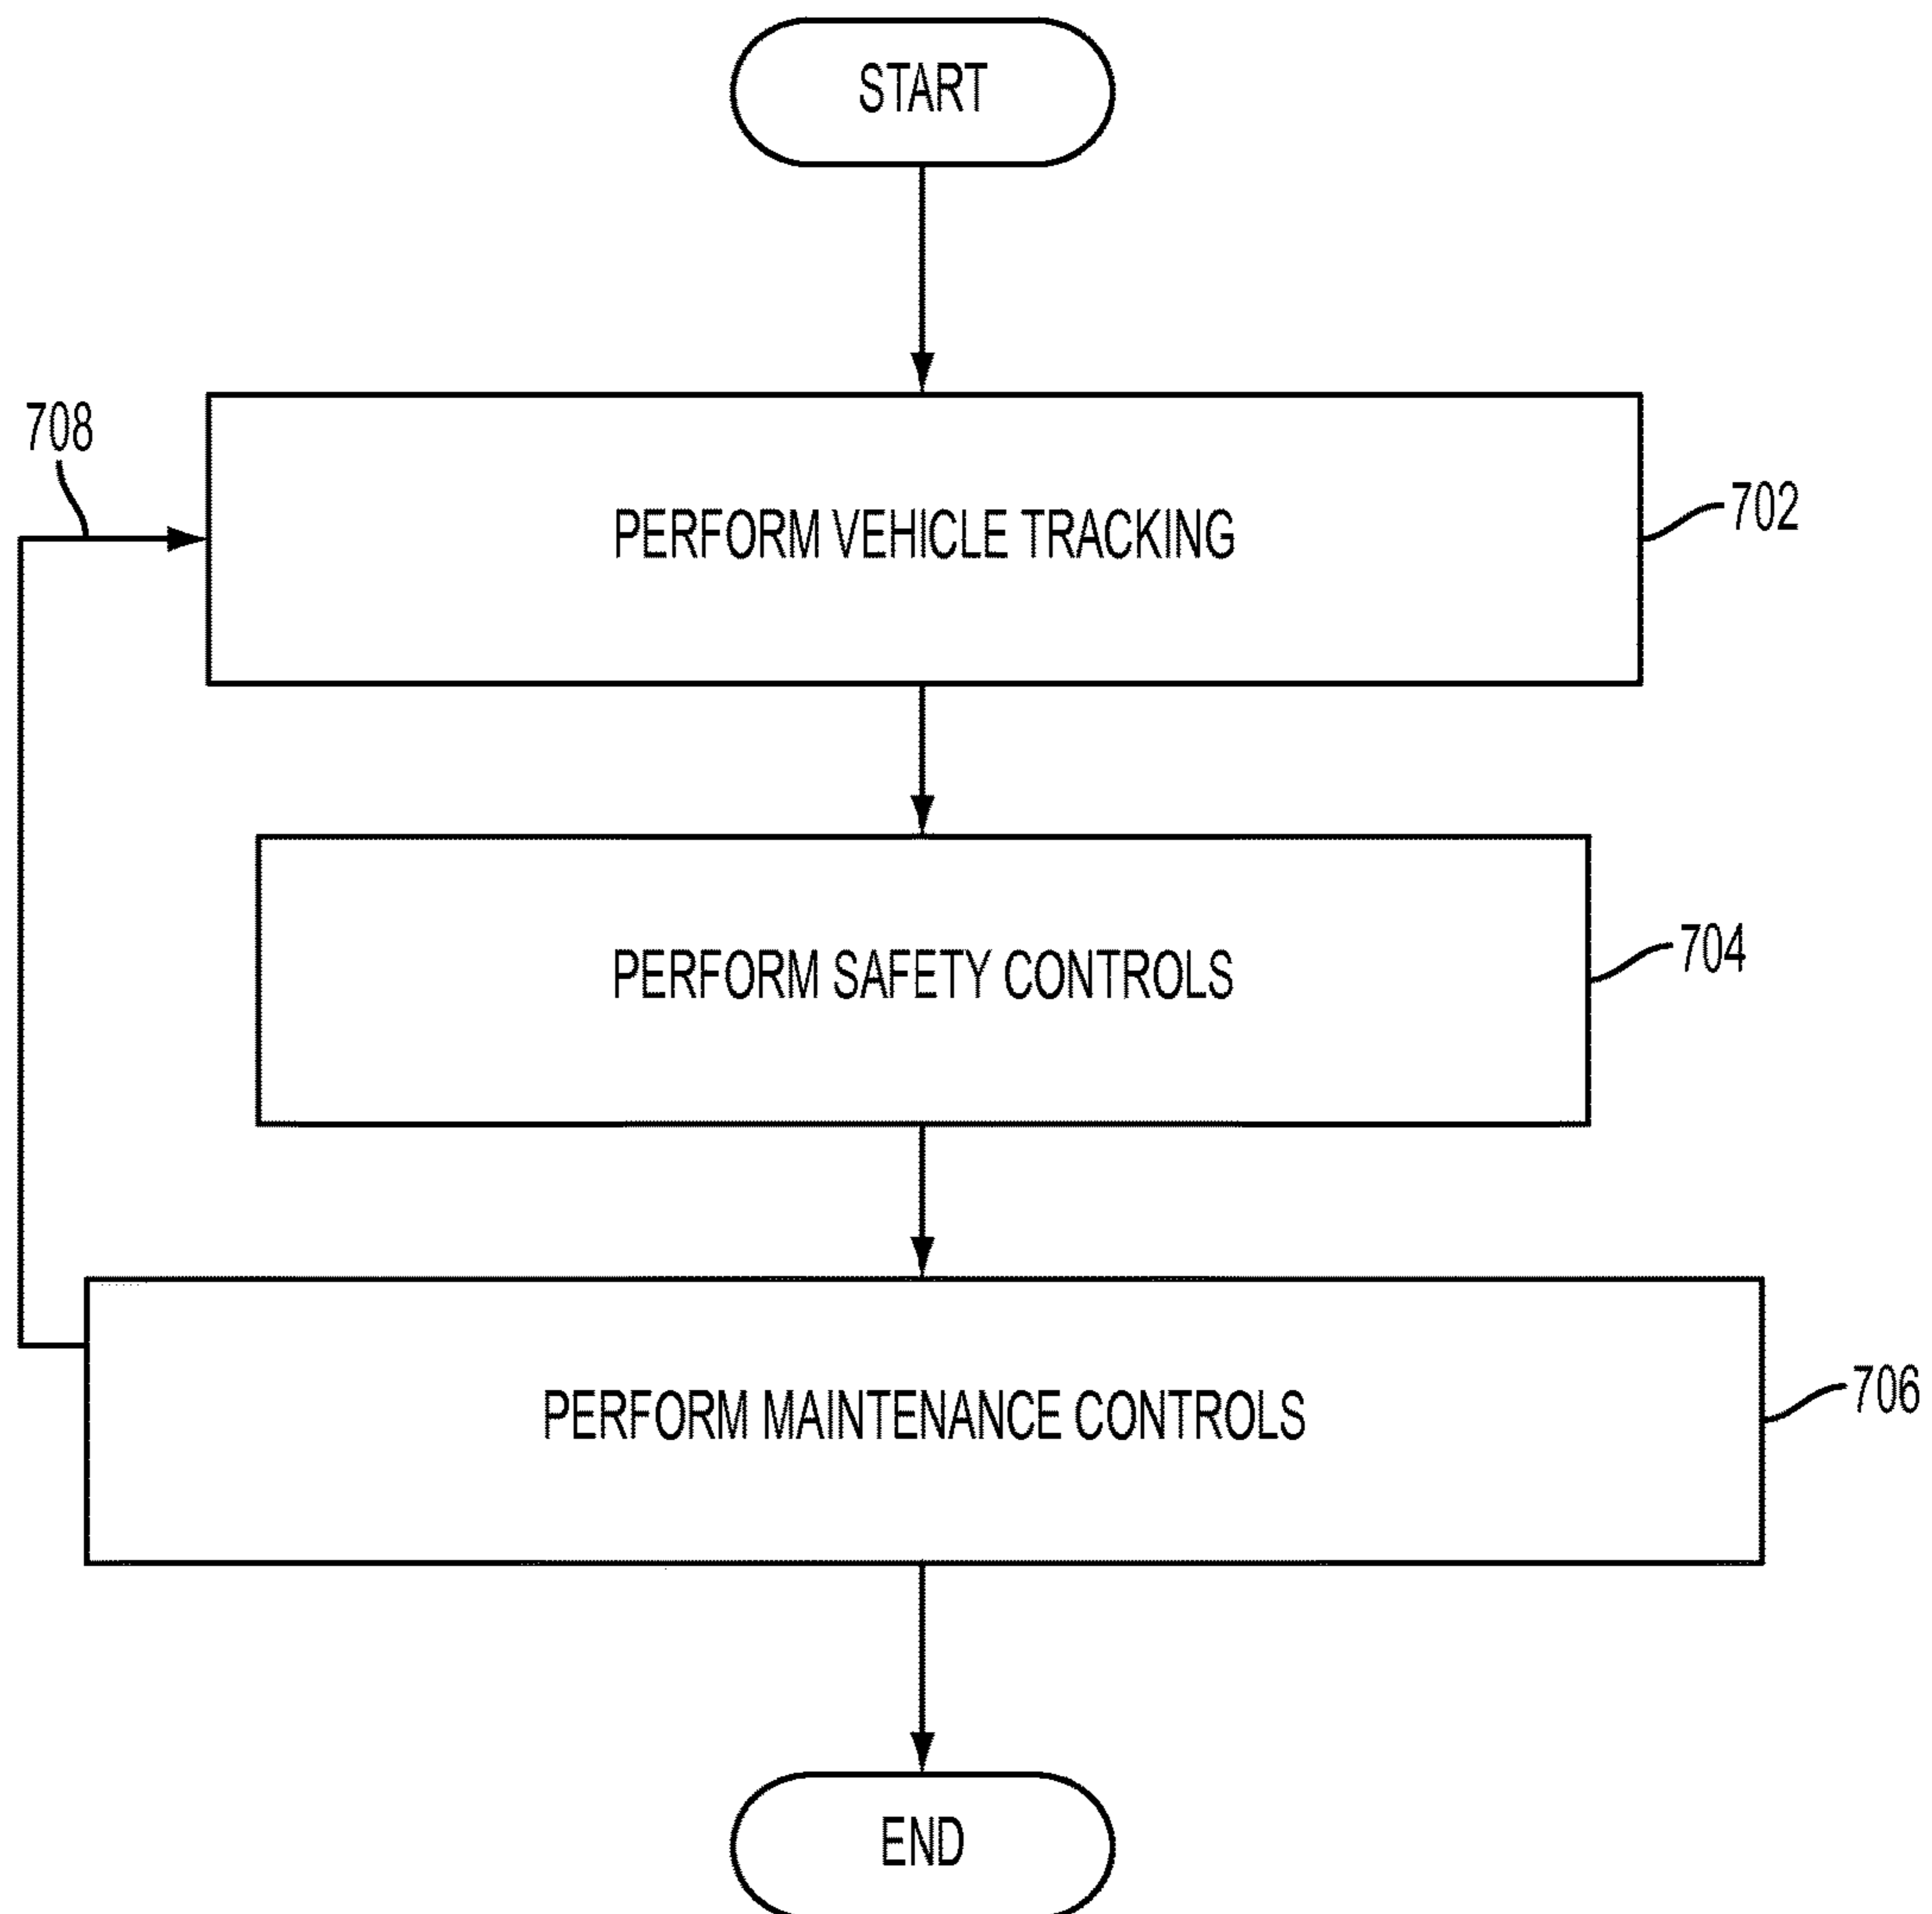 START
708
PERFORM VEHICLE TRACKING
702
PERFORM SAFETY CONTROLS
704
PERFORM MAINTENANCE CONTROLS
706
END